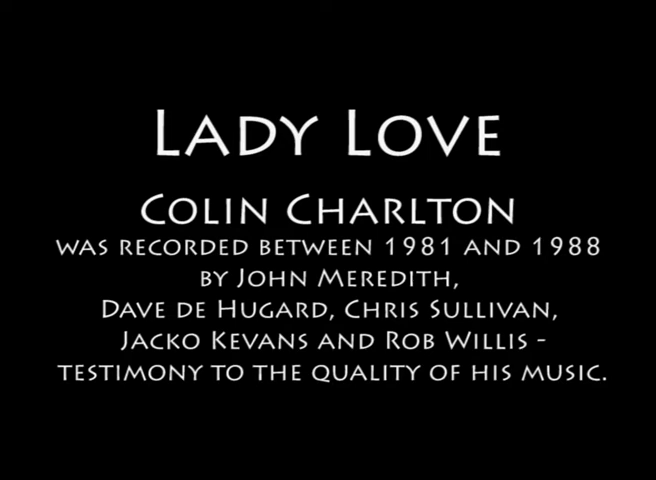 LADY LOVE
COLIN CHARLTON
WAS RECORDED BETWEEN 1981 AND 1988
BY JOHN MEREDITH,
DAVE DE HUGARD, CHRIS SULLIVAN,
JACKO KEVANS AND ROB WILLIS -
TESTIMONY TO THE QUALITY OF HIS MUSIC.